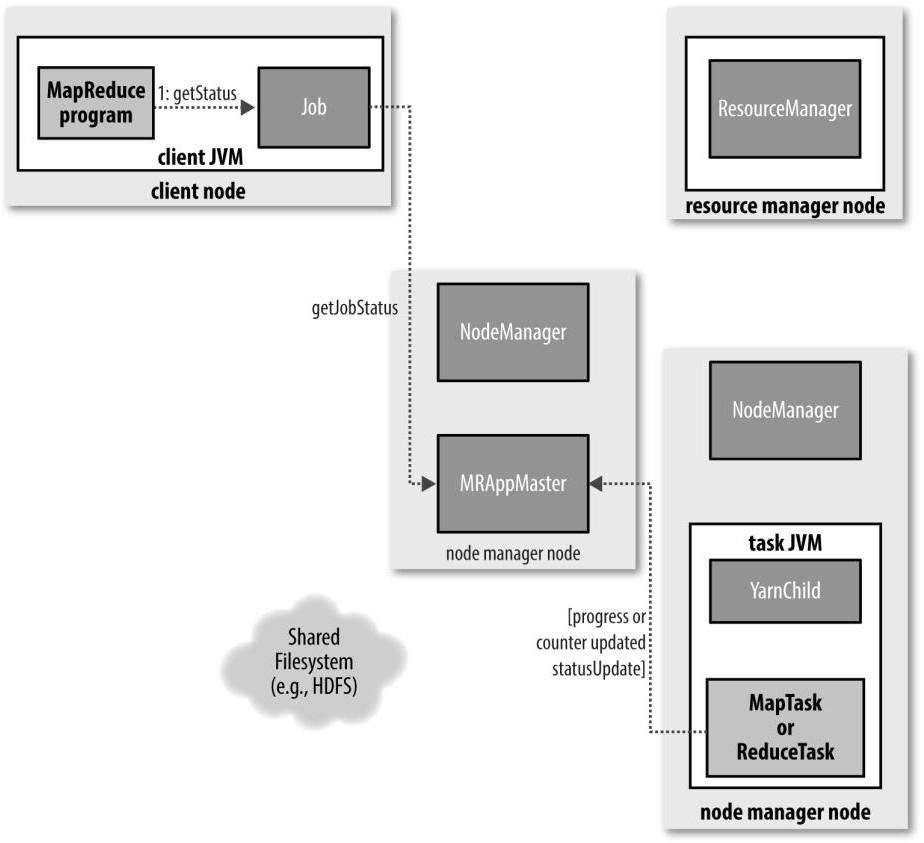 MapReduce
program
1: getStatus
Job
client JVM
client node
ResourceManager
resource manager node
getJobStatus
NodeManager
MRAppMaster
node manager node
NodeManager
task JVM
YarnChild
MapTask
or
ReduceTask
node manager node
[progress or
counter updated
statusUpdate]
Shared
Filesystem
(e.g., HDFS)